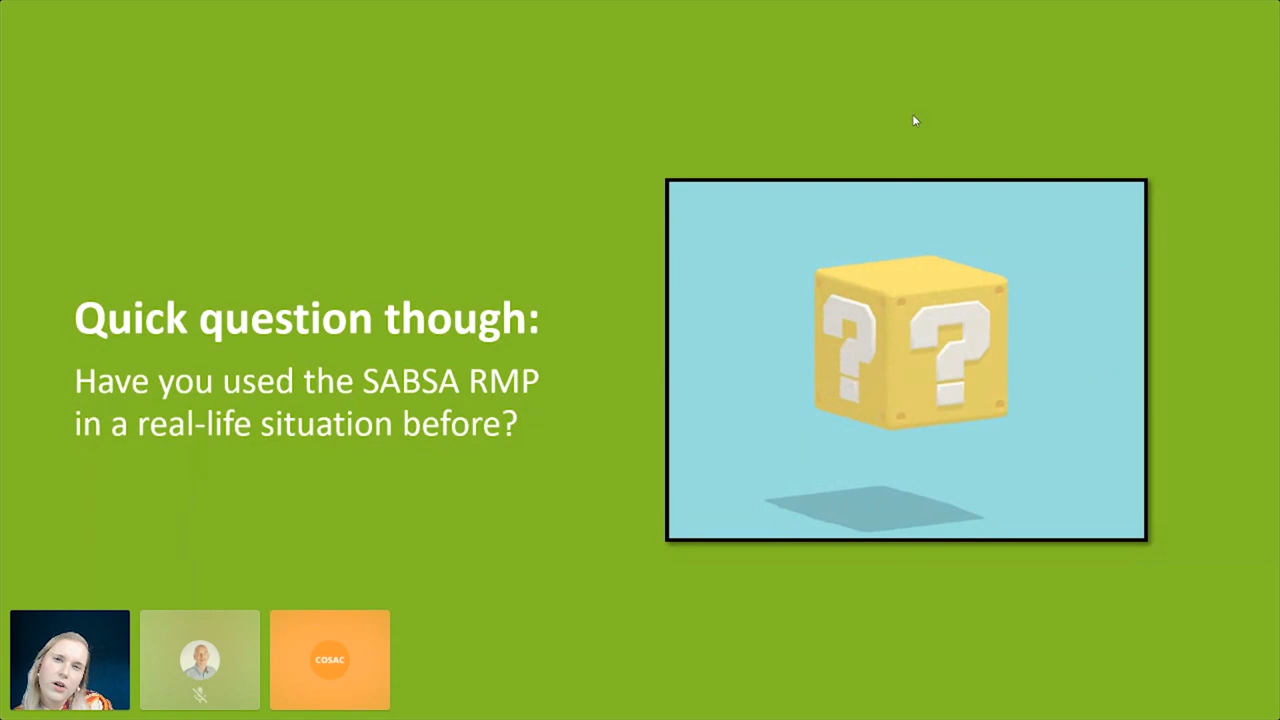 Quick question though:
Have you used the SABSA RMP
in a real-life situation before?
? ?
COSAC